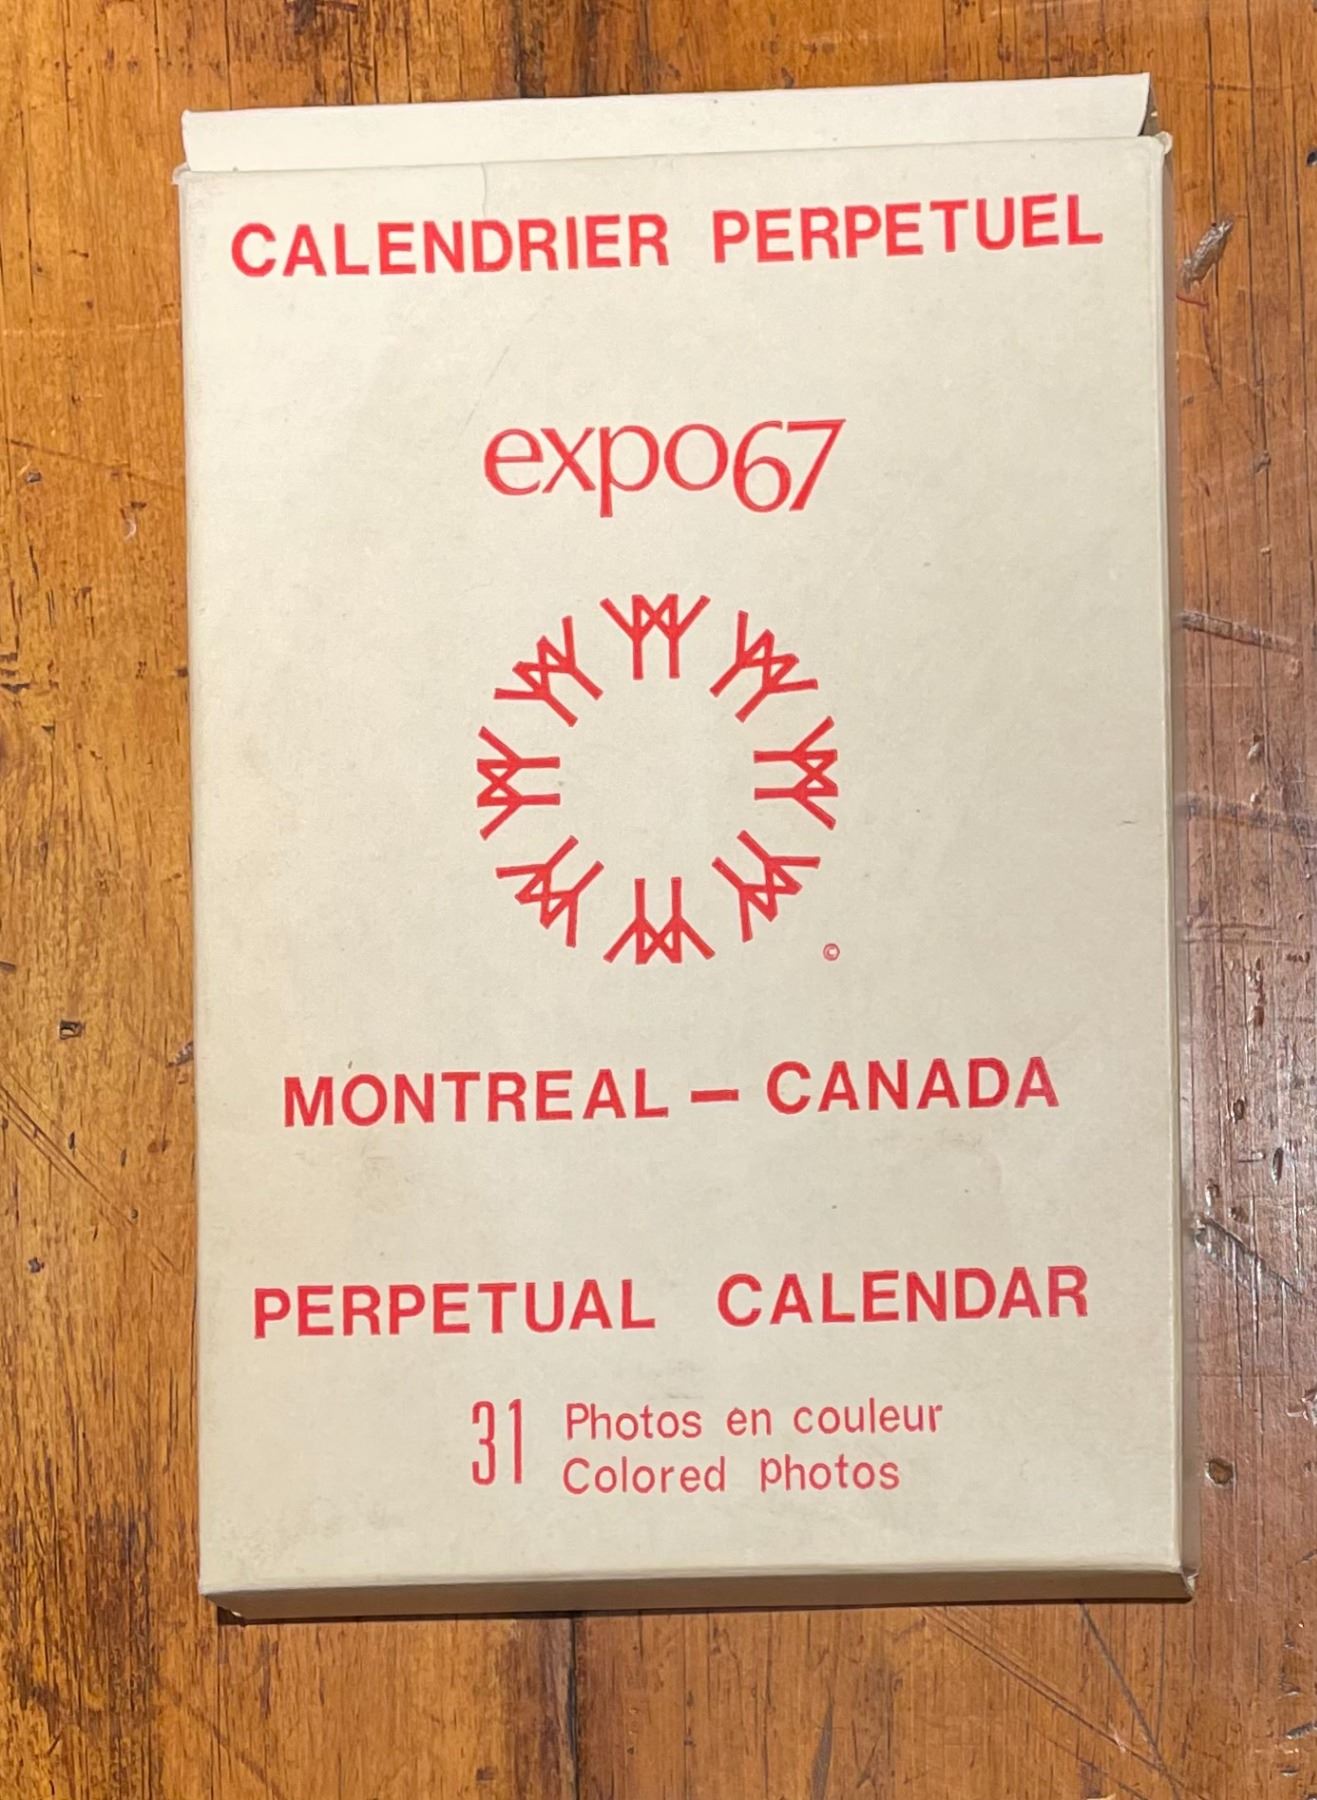 CALENDRIER PERPETUEL
expo67
©
MONTREAL — CANADA
PERPETUAL CALENDAR
31 Photos en couleur
Colored photos